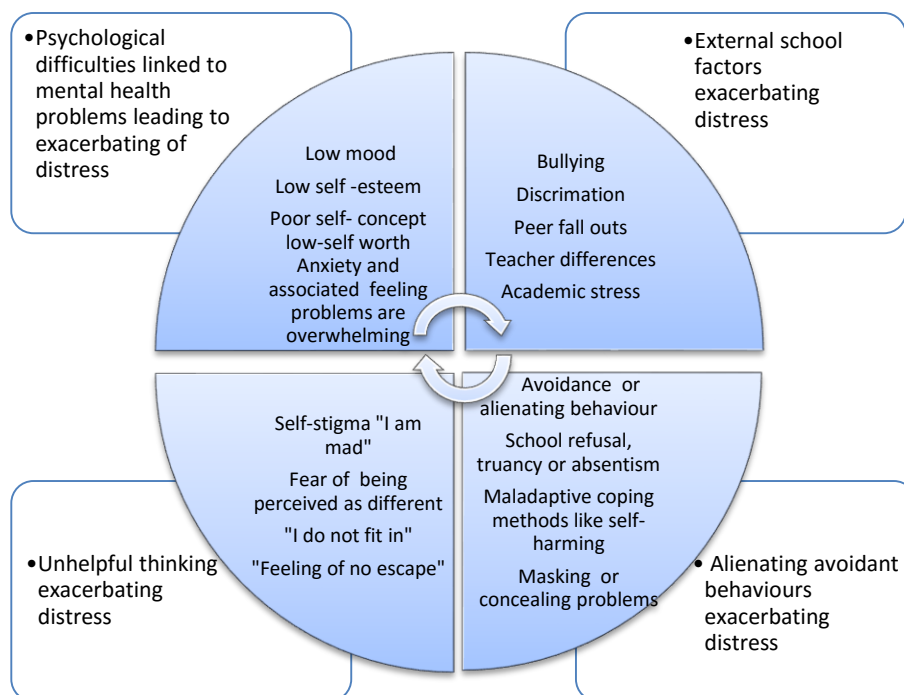 •Psychological
difficulties linked to
mental health
problems leading to
exacerbating of
distress
Low mood
Low self -esteem
Poor self- concept
low-self worth
Anxiety and
associated feeling
problems are
overwhelming
•External school
factors
exacerbating
distress
Bullying
Discrimation
Peer fall outs
Teacher differences
Academic stress
Self-stigma "I am
mad"
Fear of being
perceived as different
"I do not fit in"
"Feeling of no escape"
•Unhelpful thinking
exacerbating
distress
Avoidance or
alienating behaviour
School refusal,
truancy or absentism
Maladaptive coping
methods like self-
harming
Masking or
concealing problems
• Alienating avoidant
behaviours
exacerbating
distress